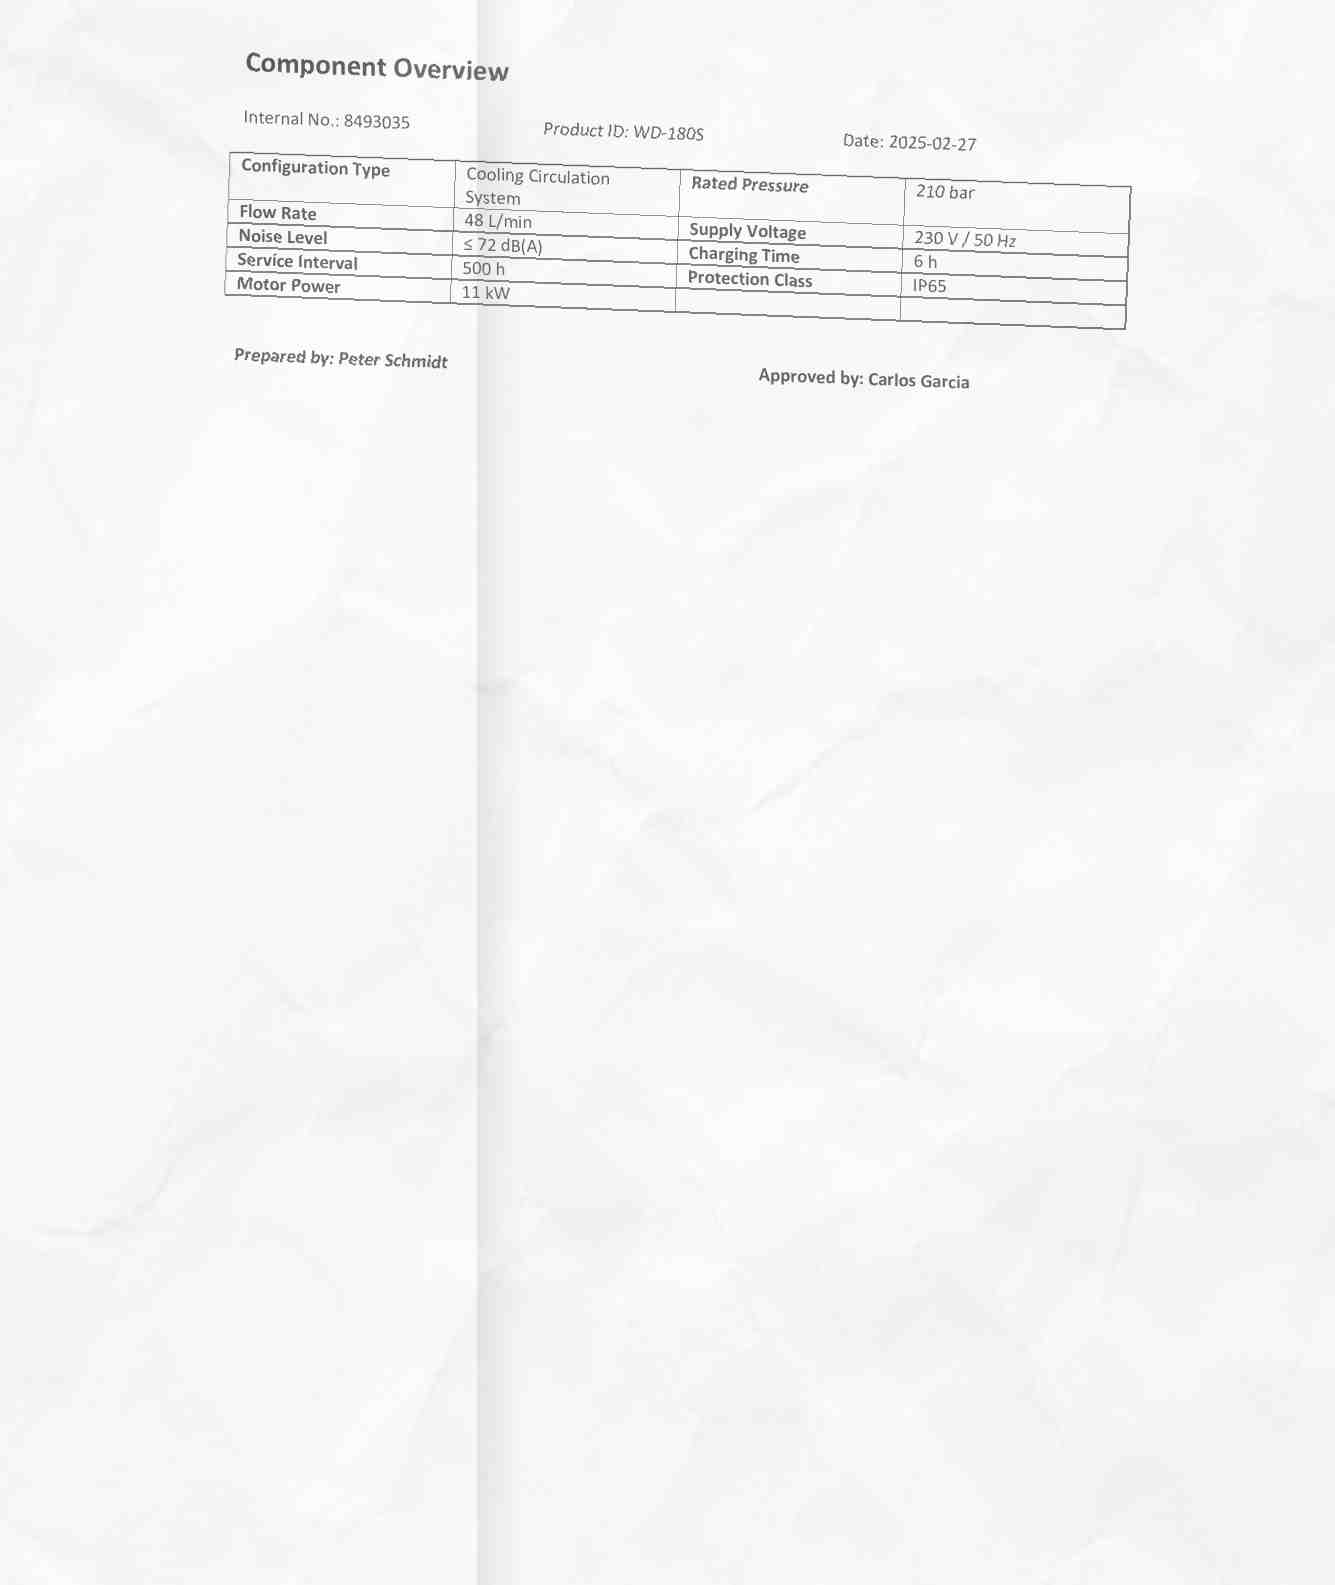 Component Overview
Internal No.: 8493035 Product ID: WD-180S Date: 2025-02-27
Configuration Type Cooling Circulation Rated Pressure 210 bar
System
Flow Rate 48 L/min Supply Voltage 230 V / 50 Hz
Noise Level ≤ 72 dB(A) Charging Time 6 h
Service Interval 500 h Protection Class IP65
Motor Power 11 kW
Prepared by: Peter Schmidt Approved by: Carlos Garcia